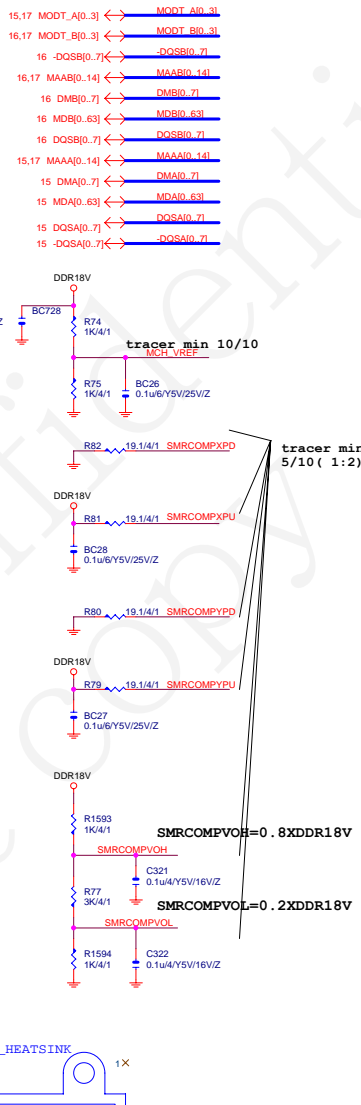 15,17 MODT_A[0..3] MODT_A[0..3]
16,17 MODT_B[0..3] MODT_B[0..3]
16 -DQSB[0..7] -DQSB[0..7]
16,17 MAAB[0..14] MAAB[0..14]
16 DMB[0..7] DMB[0..7]
16 MDB[0..63] MDB[0..63]
16 DQSB[0..7] DQSB[0..7]
15,17 MAAA[0..14] MAAA[0..14]
15 DMA[0..7] DMA[0..7]
15 MDA[0..63] MDA[0..63]
15 DQSA[0..7] DQSA[0..7]
15 -DQSA[0..7] -DQSA[0..7]
DDR18V
BC728
Z
R74
1K/4/1
tracer min 10/10
MCH_VREF
R75
1K/4/1
BC26
0.1u/6/Y5V/25V/Z
R82 19.1/4/1 SMRCOMPXPD
tracer min
5/10( 1:2)
DDR18V
R81 19.1/4/1 SMRCOMPXPU
BC28
0.1u/6/Y5V/25V/Z
R80 19.1/4/1 SMRCOMPYPD
DDR18V
R79 19.1/4/1 SMRCOMPYPU
BC27
0.1u/6/Y5V/25V/Z
DDR18V
R1593
1K/4/1
SMRCOMPVOH=0.8XDDR18V
SMRCOMPVOH
C321
0.1u/4/Y5V/16V/Z
R77
3K/4/1
SMRCOMPVOL=0.2XDDR18V
SMRCOMPVOL
R1594
1K/4/1
C322
0.1u/4/Y5V/16V/Z
_HEATSINK
1